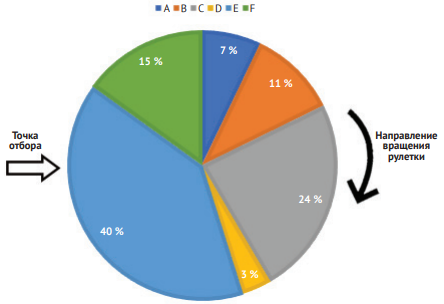 A B C D E F
7 %
15 %
11 %
Точка
отбора
Направление
вращения
рулетки
24 %
40 %
3 %